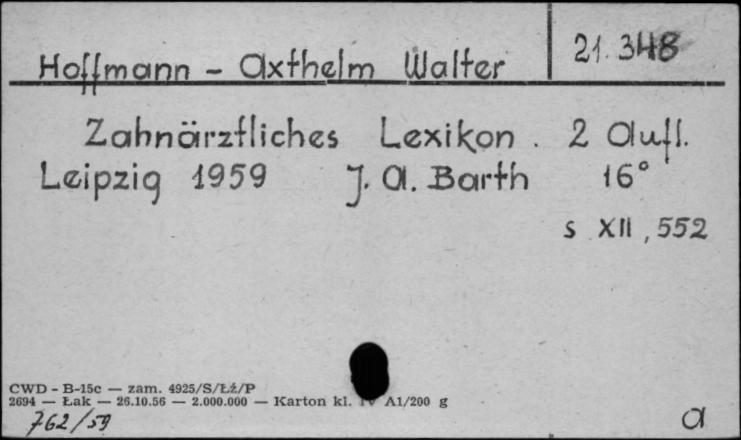 Hoffmann - Axthelm Walter
21.348
Zahnärztliches Lexikon. 2 Aufl.
Leipzig 1959 J. A. Barth 16°
s XII, 552
CWD - B-15c — zam. 4925/S/Łż/P
2694 — Łak — 26.10.56 — 2.000.000 — Karton kl. IV A1/200 g
762/59
a